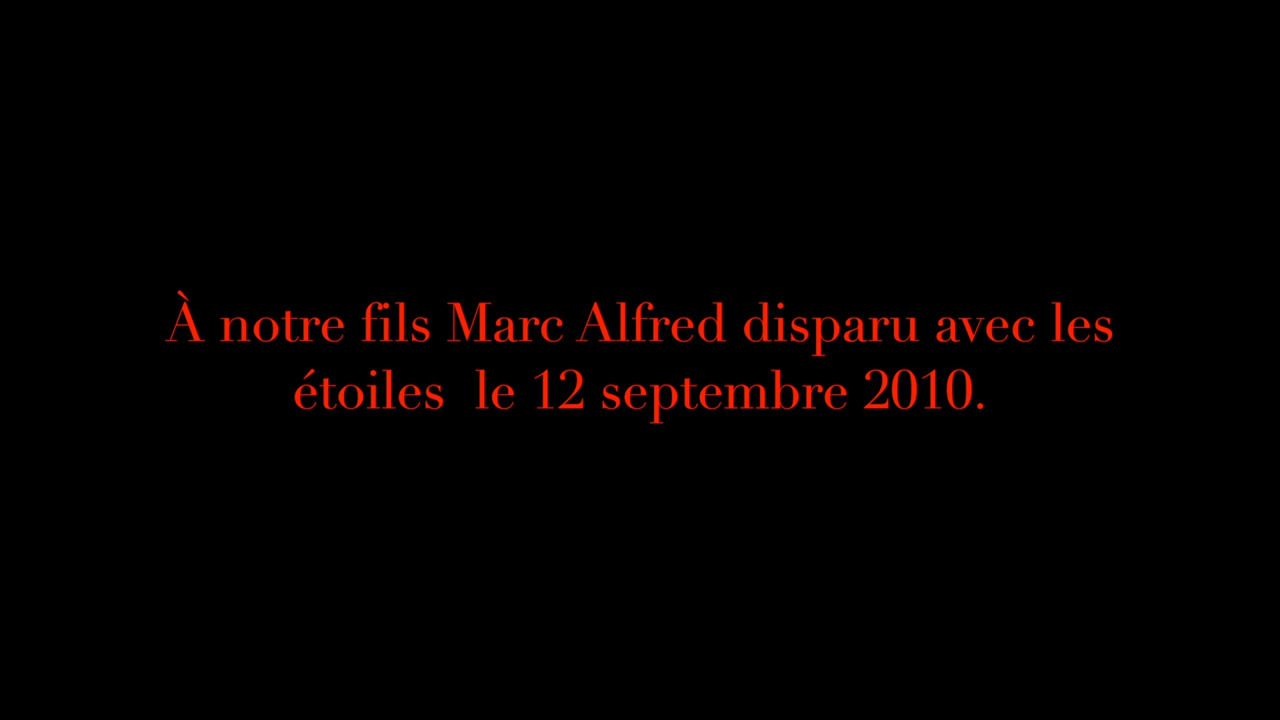 À notre fils Marc Alfred disparu avec les
étoiles  le 12 septembre 2010.